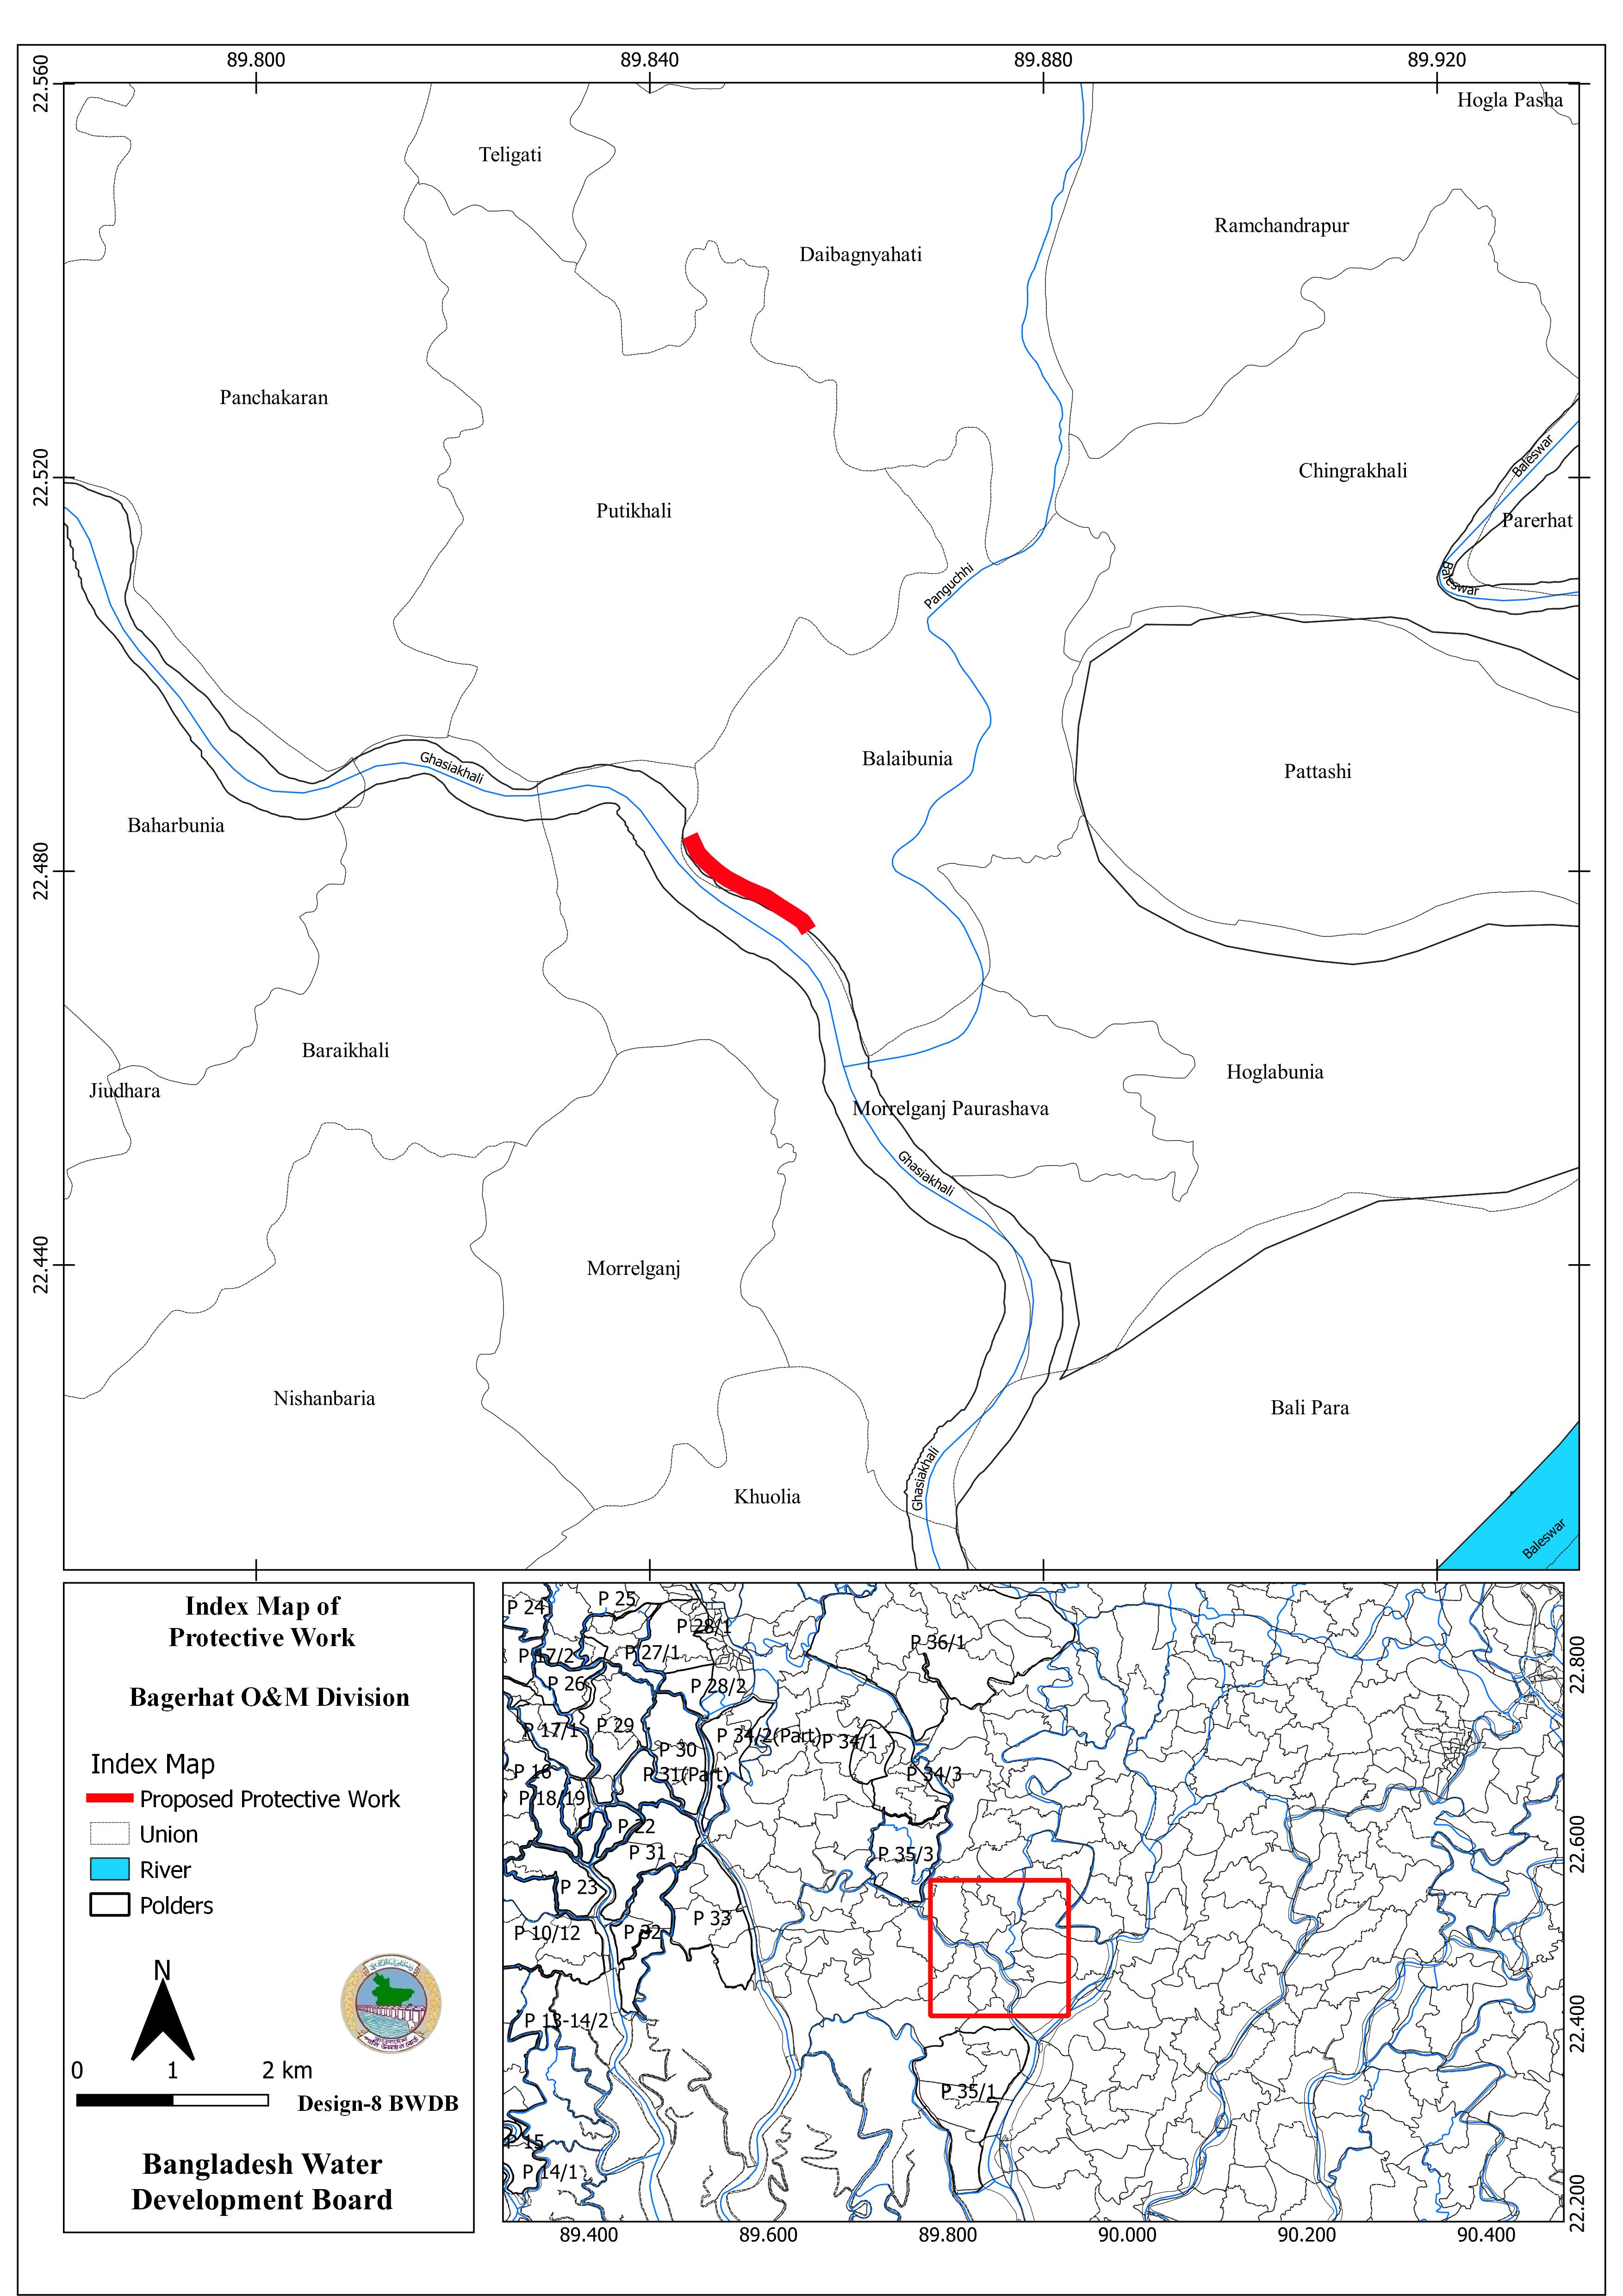 89.800
89.840
89.880
89.920
22.560
22.520
22.480
22.440
Hogla Pasha
Teligati
Ramchandrapur
Daibagnyahati
Panchakaran
Baleswar
Chingrakhali
Putikhali
Parerhat
Panguchhi
Baleswar
Ghasiakhali
Balaibunia
Pattashi
Baharbunia
Baraikhali
Jiudhara
Hoglabunia
Morrelganj Paurashava
Ghasiakhali
Morrelganj
Nishanbaria
Bali Para
Ghasiakhali
Khuolia
Baleswar
Index Map of
Protective Work
Bagerhat O&M Division
Index Map
Proposed Protective Work
Union
River
Polders
N
0 1 2 km
Design-8 BWDB
Bangladesh Water
Development Board
P 24
P 25
P 28/1
P 36/1
P 17/2
P 27/1
P 26
P 28/2
P 17/1
P 29
P 34/2(Part)
P 34/1
P 30
P 16
P 31(Part)
P 34/3
P 18/19
P 22
P 31
P 35/3
P 23
P 33
P 10/12
P 32
P 13-14/2
P 35/1
P 15
P 14/1
22.800
22.600
22.400
22.200
89.400
89.600
89.800
90.000
90.200
90.400